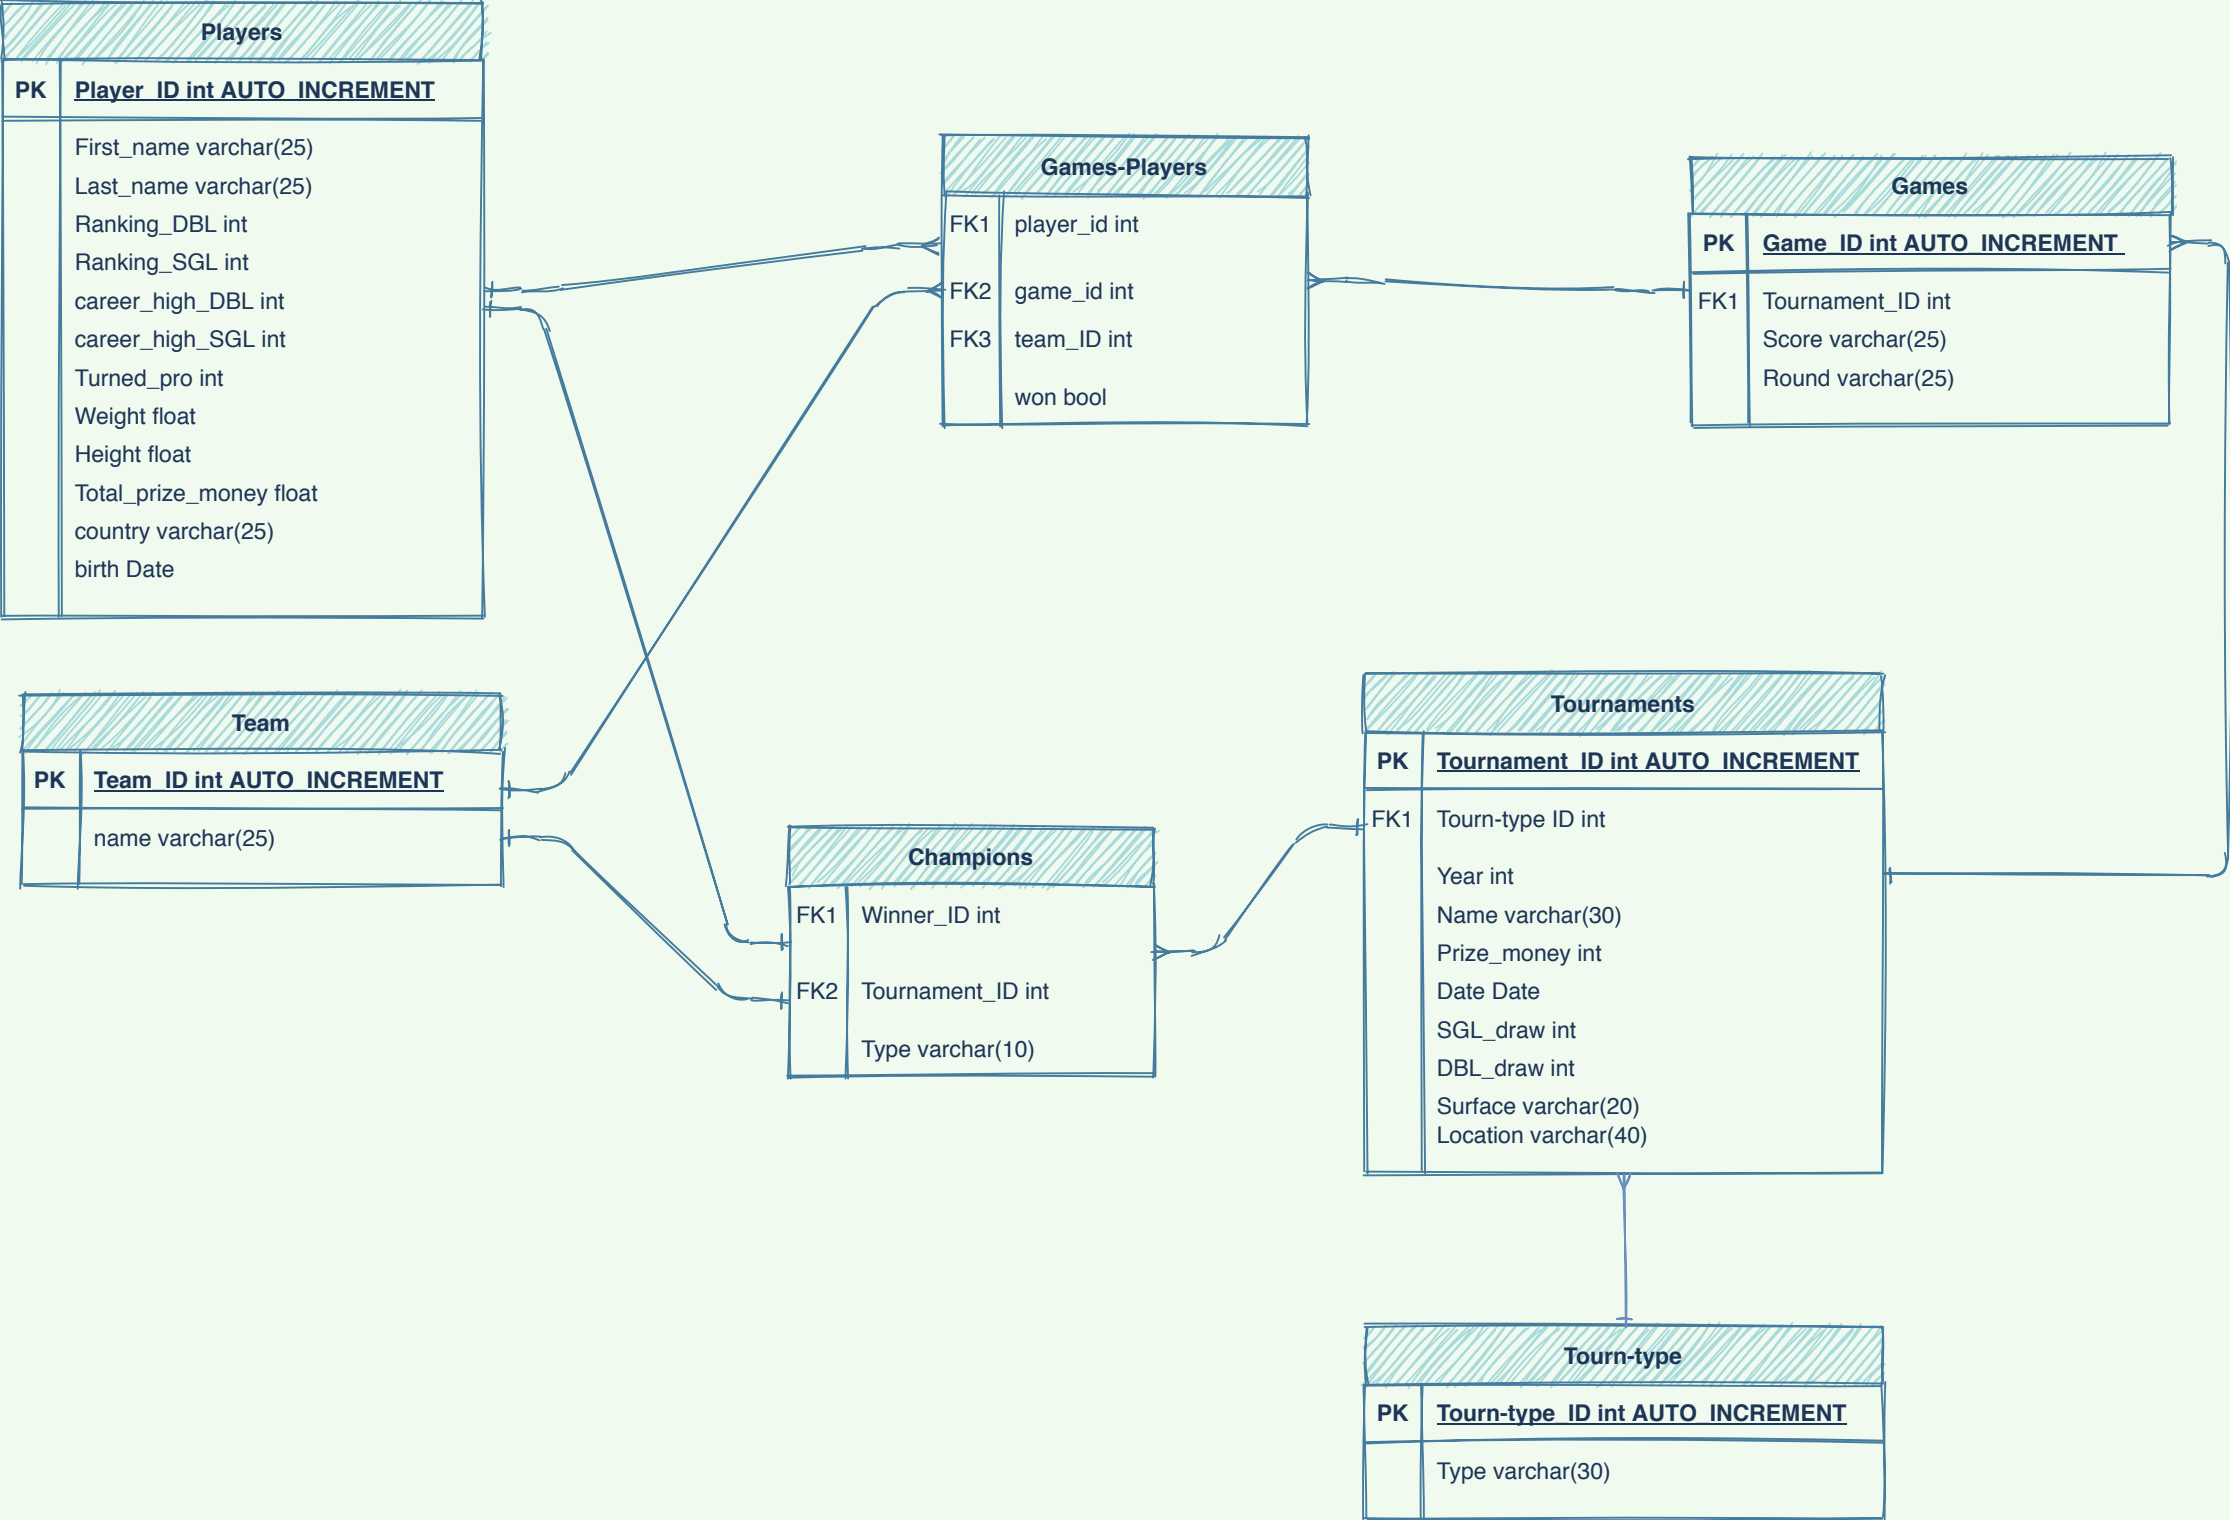 Players
PK Player_ID int AUTO_INCREMENT
First_name varchar(25)
Last_name varchar(25)
Ranking_DBL int
Ranking_SGL int
career_high_DBL int
career_high_SGL int
Turned_pro int
Weight float
Height float
Total_prize_money float
country varchar(25)
birth Date
Games-Players
FK1 player_id int
FK2 game_id int
FK3 team_ID int
won bool
Games
PK Game_ID int AUTO_INCREMENT
FK1 Tournament_ID int
Score varchar(25)
Round varchar(25)
Team
PK Team_ID int AUTO_INCREMENT
name varchar(25)
Champions
FK1 Winner_ID int
FK2 Tournament_ID int
Type varchar(10)
Tournaments
PK Tournament_ID int AUTO_INCREMENT
FK1 Tourn-type ID int
Year int
Name varchar(30)
Prize_money int
Date Date
SGL_draw int
DBL_draw int
Surface varchar(20)
Location varchar(40)
Tourn-type
PK Tourn-type_ID int AUTO_INCREMENT
Type varchar(30)